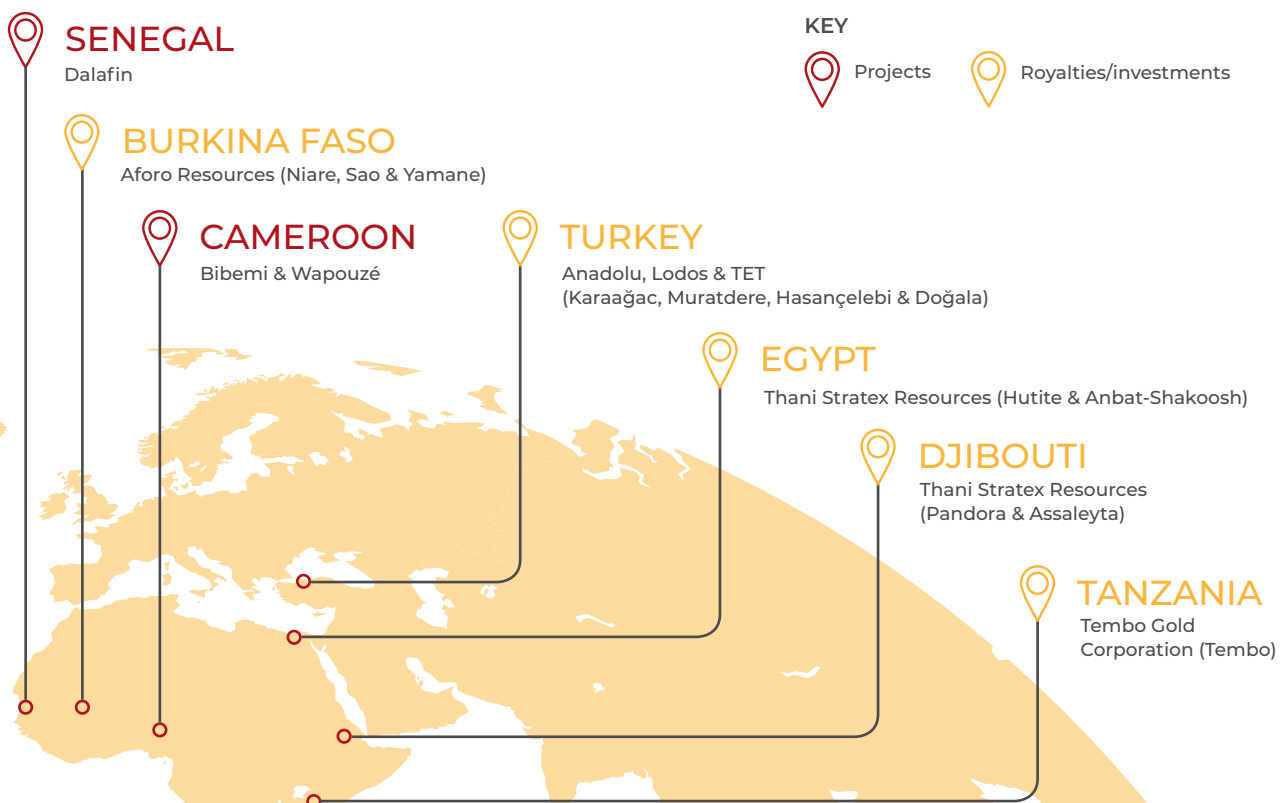 SENEGAL
Dalafin
KEY
Projects
Royalties/investments
BURKINA FASO
Aforo Resources (Niare, Sao & Yamane)
CAMEROON
Bibemi & Wapouzé
TURKEY
Anadolu, Lodos & TET
(Karaağac, Muratdere, Hasançelebi & Doğala)
EGYPT
Thani Stratex Resources (Hutite & Anbat-Shakoosh)
DJIBOUTI
Thani Stratex Resources
(Pandora & Assaleyta)
TANZANIA
Tembo Gold
Corporation (Tembo)